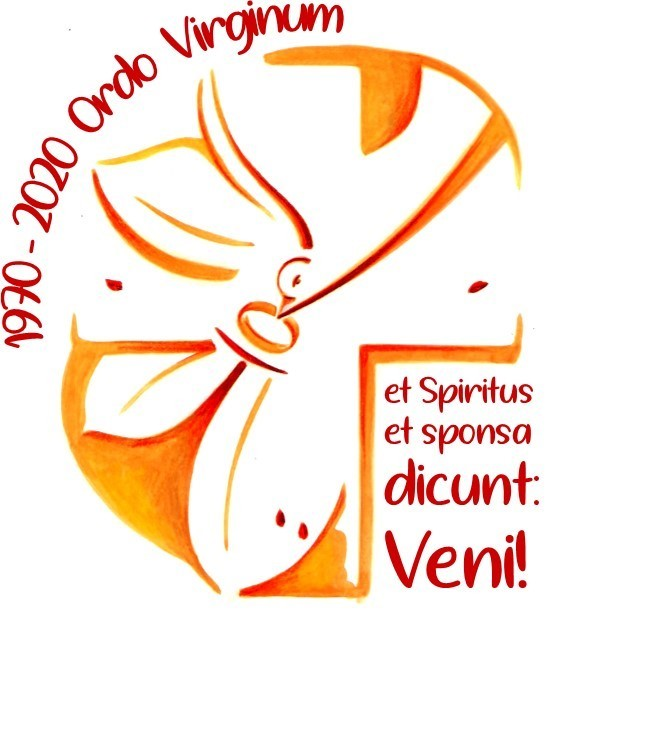 1970 - 2020 Ordo Virginum
et Spiritus
et sponsa
dicunt:
Veni!